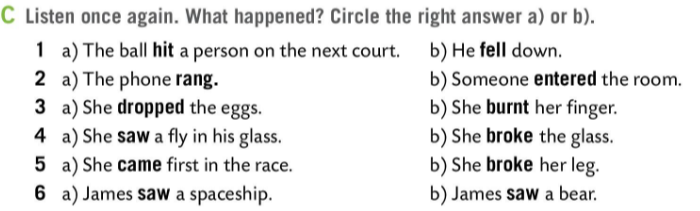 C Listen once again. What happened? Circle the right answer a) or b).
1 a) The ball hit a person on the next court. b) He fell down.
2 a) The phone rang. b) Someone entered the room.
3 a) She dropped the eggs. b) She burnt her finger.
4 a) She saw a fly in his glass. b) She broke the glass.
5 a) She came first in the race. b) She broke her leg.
6 a) James saw a spaceship. b) James saw a bear.